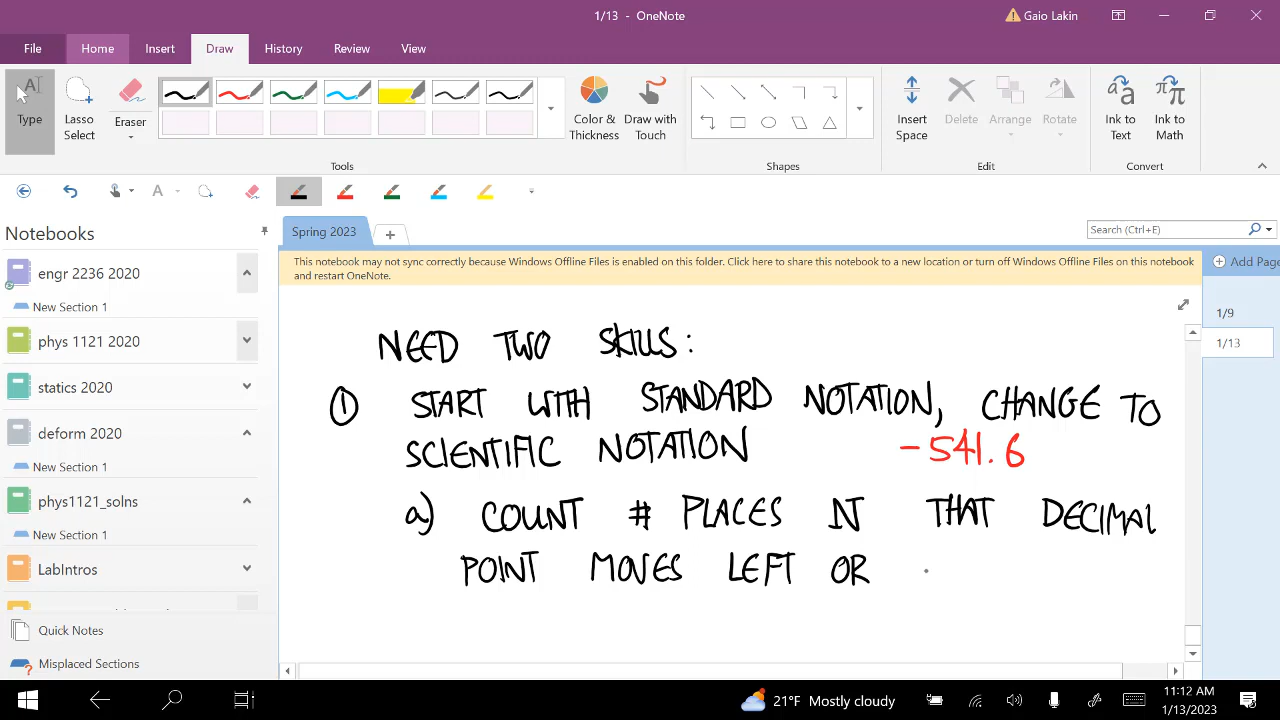 1/13 - OneNote
Gaio Lakin
File Home Insert Draw History Review View
Type
Lasso Select
Eraser
Color & Thickness
Draw with Touch
Insert Space
Delete
Arrange
Rotate
Ink to Text
Ink to Math
Tools
Shapes
Edit
Convert
Notebooks
Spring 2023
Search (Ctrl+E)
This notebook may not sync correctly because Windows Offline Files is enabled on this folder. Click here to share this notebook to a new location or turn off Windows Offline Files on this notebook
and restart OneNote.
Add Page
1/9
1/13
engr 2236 2020
New Section 1
phys 1121 2020
statics 2020
deform 2020
New Section 1
phys1121_solns
New Section 1
LabIntros
Quick Notes
Misplaced Sections
NEED TWO SKILLS:
① START WITH STANDARD NOTATION, CHANGE TO
SCIENTIFIC NOTATION -541.6
a) COUNT # PLACES N THAT DECIMAL
POINT MOVES LEFT OR
21°F Mostly cloudy
11:12 AM
1/13/2023